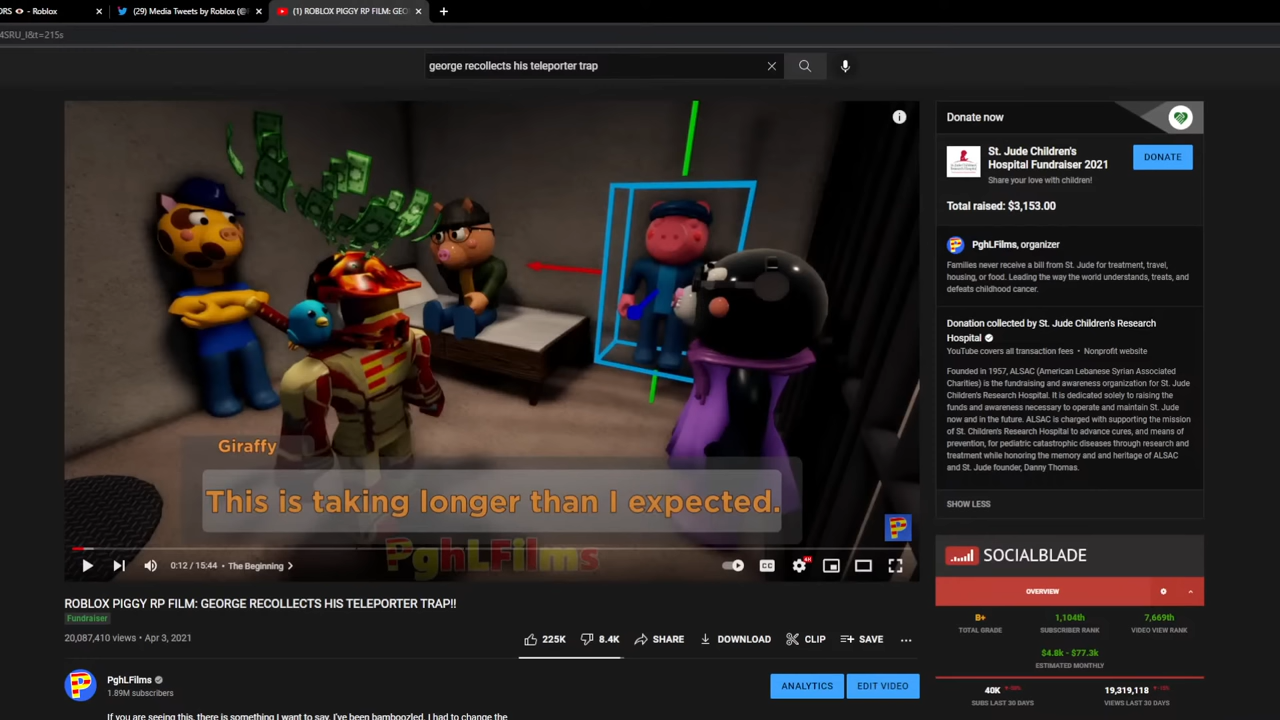 ORS 👁 - Roblox
(29) Media Tweets by Roblox (@
(1) ROBLOX PIGGY RP FILM: GEO
4SRU_I&t=215s
george recollects his teleporter trap
Giraffy
This is taking longer than I expected.
PghLFilms
0:12 / 15:44 • The Beginning
CC
4K
ROBLOX PIGGY RP FILM: GEORGE RECOLLECTS HIS TELEPORTER TRAP!!
Fundraiser
20,087,410 views • Apr 3, 2021
225K
8.4K
SHARE
DOWNLOAD
CLIP
SAVE
PghLFilms
1.89M subscribers
ANALYTICS
EDIT VIDEO
If you are seeing this, there is something I want to say. I've been bamboozled. I had to change the
Donate now
St. Jude Children's
Hospital Fundraiser 2021
Share your love with children!
DONATE
Total raised: $3,153.00
PghLFilms, organizer
Families never receive a bill from St. Jude for treatment, travel,
housing, or food. Leading the way the world understands, treats, and
defeats childhood cancer.
Donation collected by St. Jude Children's Research
Hospital
YouTube covers all transaction fees • Nonprofit website
Founded in 1957, ALSAC (American Lebanese Syrian Associated
Charities) is the fundraising and awareness organization for St. Jude
Children's Research Hospital. It is dedicated solely to raising the
funds and awareness necessary to operate and maintain St. Jude
now and in the future. ALSAC is charged with supporting the mission
of St. Children's Research Hospital to advance cures, and means of
prevention, for pediatric catastrophic diseases through research and
treatment while honoring the memory and and heritage of ALSAC
and St. Jude founder, Danny Thomas.
SHOW LESS
SOCIALBLADE
OVERVIEW
B+
TOTAL GRADE
1,104th
SUBSCRIBER RANK
7,669th
VIDEO VIEW RANK
$4.8k - $77.3k
ESTIMATED MONTHLY
40K
SUBS LAST 30 DAYS
19,319,118
VIEWS LAST 30 DAYS